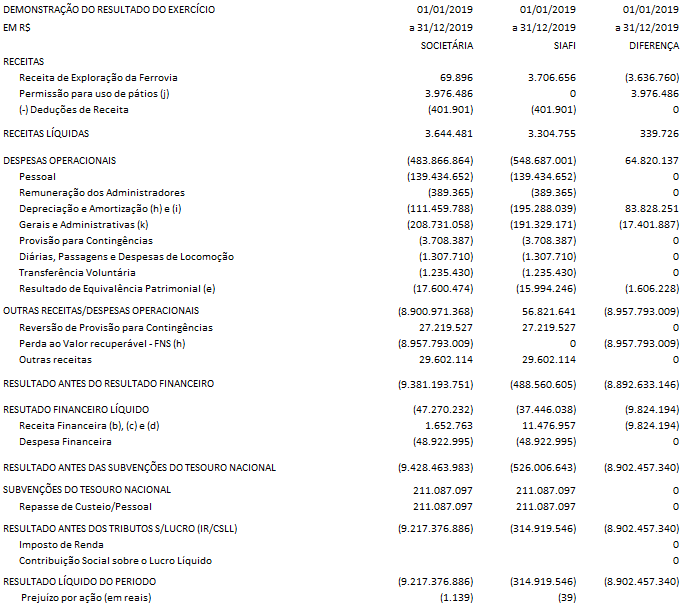 DEMONSTRAÇÃO DO RESULTADO DO EXERCÍCIO 01/01/2019 01/01/2019 01/01/2019
EM R$ a 31/12/2019 a 31/12/2019 a 31/12/2019
SOCIETÁRIA SIAFI DIFERENÇA
RECEITAS
Receita de Exploração da Ferrovia 69.896 3.706.656 (3.636.760)
Permissão para uso de pátios (j) 3.976.486 0 3.976.486
(-) Deduções de Receita (401.901) (401.901) 0
RECEITAS LÍQUIDAS 3.644.481 3.304.755 339.726
DESPESAS OPERACIONAIS (483.866.864) (548.687.001) 64.820.137
Pessoal (139.434.652) (139.434.652) 0
Remuneração dos Administradores (389.365) (389.365) 0
Depreciação e Amortização (h) e (i) (111.459.788) (195.288.039) 83.828.251
Gerais e Administrativas (k) (208.731.058) (191.329.171) (17.401.887)
Provisão para Contingências (3.708.387) (3.708.387) 0
Diárias, Passagens e Despesas de Locomoção (1.307.710) (1.307.710) 0
Transferência Voluntária (1.235.430) (1.235.430) 0
Resultado de Equivalência Patrimonial (e) (17.600.474) (15.994.246) (1.606.228)
OUTRAS RECEITAS/DESPESAS OPERACIONAIS (8.900.971.368) 56.821.641 (8.957.793.009)
Reversão de Provisão para Contingências 27.219.527 27.219.527 0
Perda ao Valor recuperável - FNS (h) (8.957.793.009) 0 (8.957.793.009)
Outras receitas 29.602.114 29.602.114 0
RESULTADO ANTES DO RESULTADO FINANCEIRO (9.381.193.751) (488.560.605) (8.892.633.146)
RESUTADO FINANCEIRO LÍQUIDO (47.270.232) (37.446.038) (9.824.194)
Receita Financeira (b), (c) e (d) 1.652.763 11.476.957 (9.824.194)
Despesa Financeira (48.922.995) (48.922.995) 0
RESULTADO ANTES DAS SUBVENÇÕES DO TESOURO NACIONAL (9.428.463.983) (526.006.643) (8.902.457.340)
SUBVENÇÕES DO TESOURO NACIONAL 211.087.097 211.087.097 0
Repasse de Custeio/Pessoal 211.087.097 211.087.097 0
RESULTADO ANTES DOS TRIBUTOS S/LUCRO (IR/CSLL) (9.217.376.886) (314.919.546) (8.902.457.340)
Imposto de Renda 0
Contribuição Social sobre o Lucro Líquido 0
RESULTADO LÍQUIDO DO PERIODO (9.217.376.886) (314.919.546) (8.902.457.340)
Prejuízo por ação (em reais) (1.139) (39)